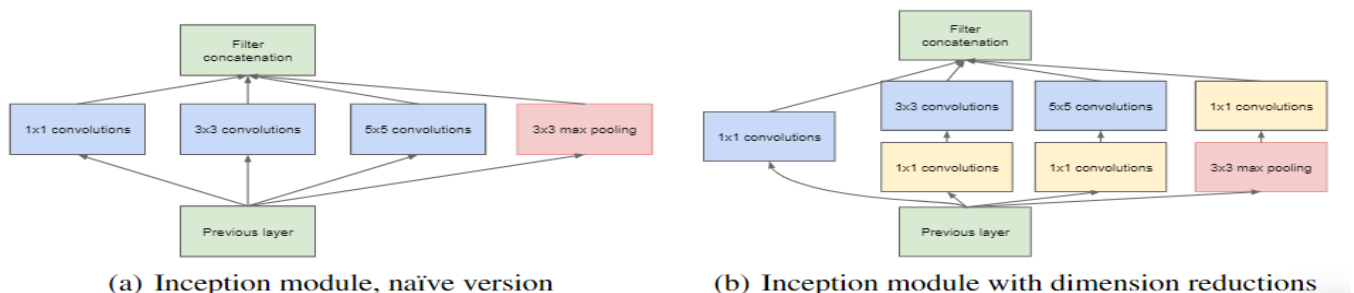 Filter
concatenation
1x1 convolutions
3x3 convolutions
5x5 convolutions
3x3 max pooling
Previous layer
(a) Inception module, naïve version
Filter
concatenation
3x3 convolutions
5x5 convolutions
1x1 convolutions
1x1 convolutions
1x1 convolutions
1x1 convolutions
3x3 max pooling
Previous layer
(b) Inception module with dimension reductions